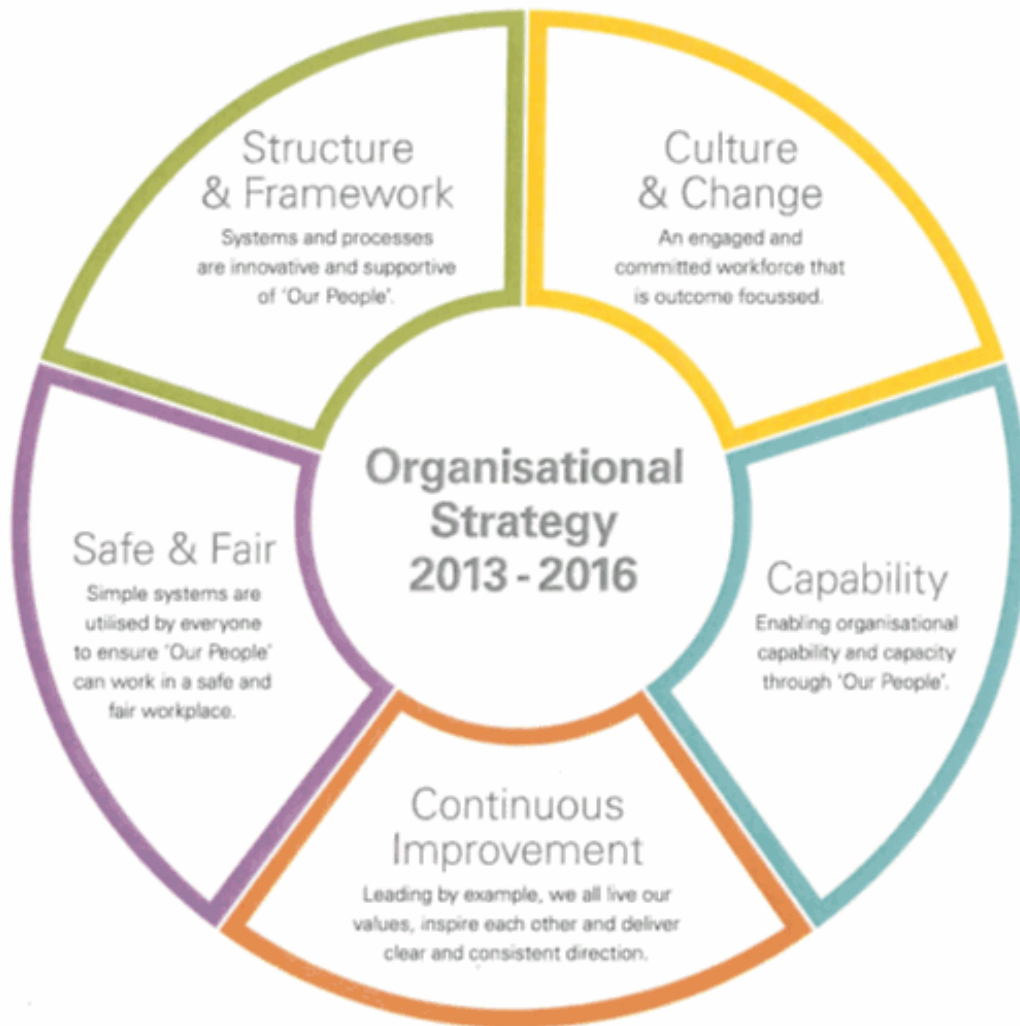 Structure
& Framework
Systems and processes
are innovative and supportive
of 'Our People'.
Culture
& Change
An engaged and
committed workforce that
is outcome focussed.
Organisational
Strategy
2013 - 2016
Safe & Fair
Simple systems are
utilised by everyone
to ensure 'Our People'
can work in a safe and
fair workplace.
Capability
Enabling organisational
capability and capacity
through 'Our People'.
Continuous
Improvement
Leading by example, we all live our
values, inspire each other and deliver
clear and consistent direction.